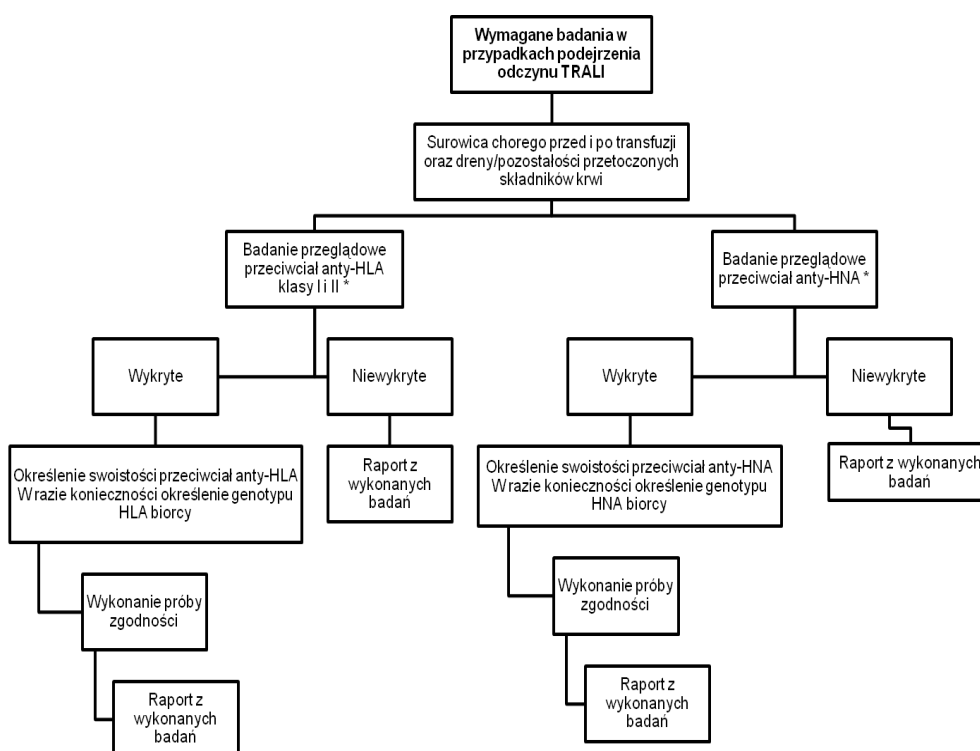 Wymagane badania w
przypadkach podejrzenia
odczynu TRALI
Surowica chorego przed i po transfuzji
oraz dreny/pozostałości przetoczonych
składników krwi
Badanie przeglądowe
przeciwciał anty-HLA
klasy I i II *
Badanie przeglądowe
przeciwciał anty-HNA *
Wykryte
Niewykryte
Wykryte
Niewykryte
Określenie swoistości przeciwciał anty-HLA
W razie konieczności określenie genotypu
HLA biorcy
Raport z
wykonanych
badań
Określenie swoistości przeciwciał anty-HNA
W razie konieczności określenie genotypu
HNA biorcy
Raport z wykonanych
badań
Wykonanie próby
zgodności
Wykonanie próby
zgodności
Raport z
wykonanych
badań
Raport z
wykonanych
badań